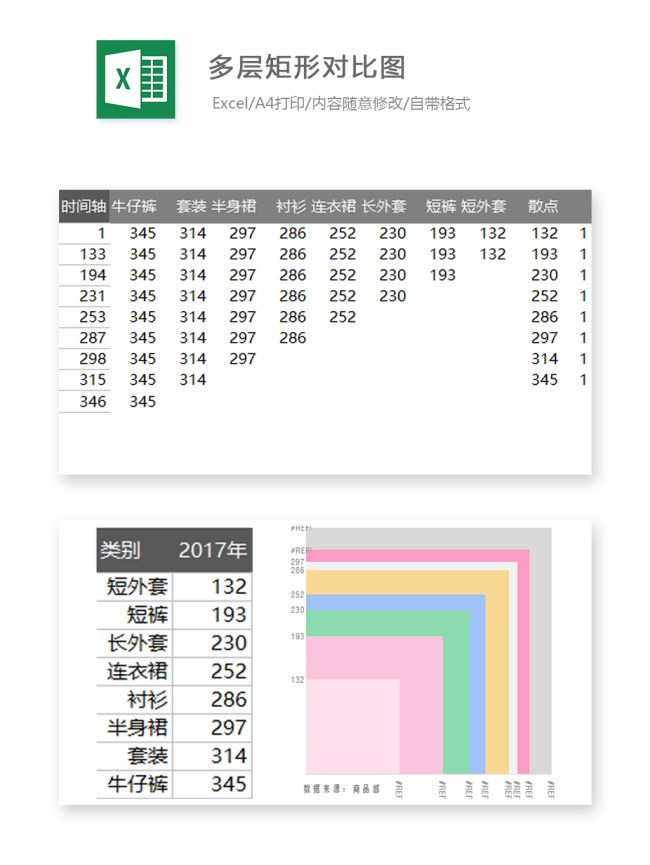 X
多层矩形对比图
Excel/A4打印/内容随意修改/自带格式
时间轴 牛仔裤 套装 半身裙 衬衫 连衣裙 长外套 短裤 短外套 散点
1 345 314 297 286 252 230 193 132 132 1
133 345 314 297 286 252 230 193 132 193 1
194 345 314 297 286 252 230 193 230 1
231 345 314 297 286 252 230 252 1
253 345 314 297 286 252 286 1
287 345 314 297 286 297 1
298 345 314 297 314 1
315 345 314 345 1
346 345
类别 2017年
短外套 132
短裤 193
长外套 230
连衣裙 252
衬衫 286
半身裙 297
套装 314
牛仔裤 345
#REF!
#REF!
297
286
252
230
193
132
数据来源：商品部
#REF #REF #REF #REF #REF #REF #REF #REF